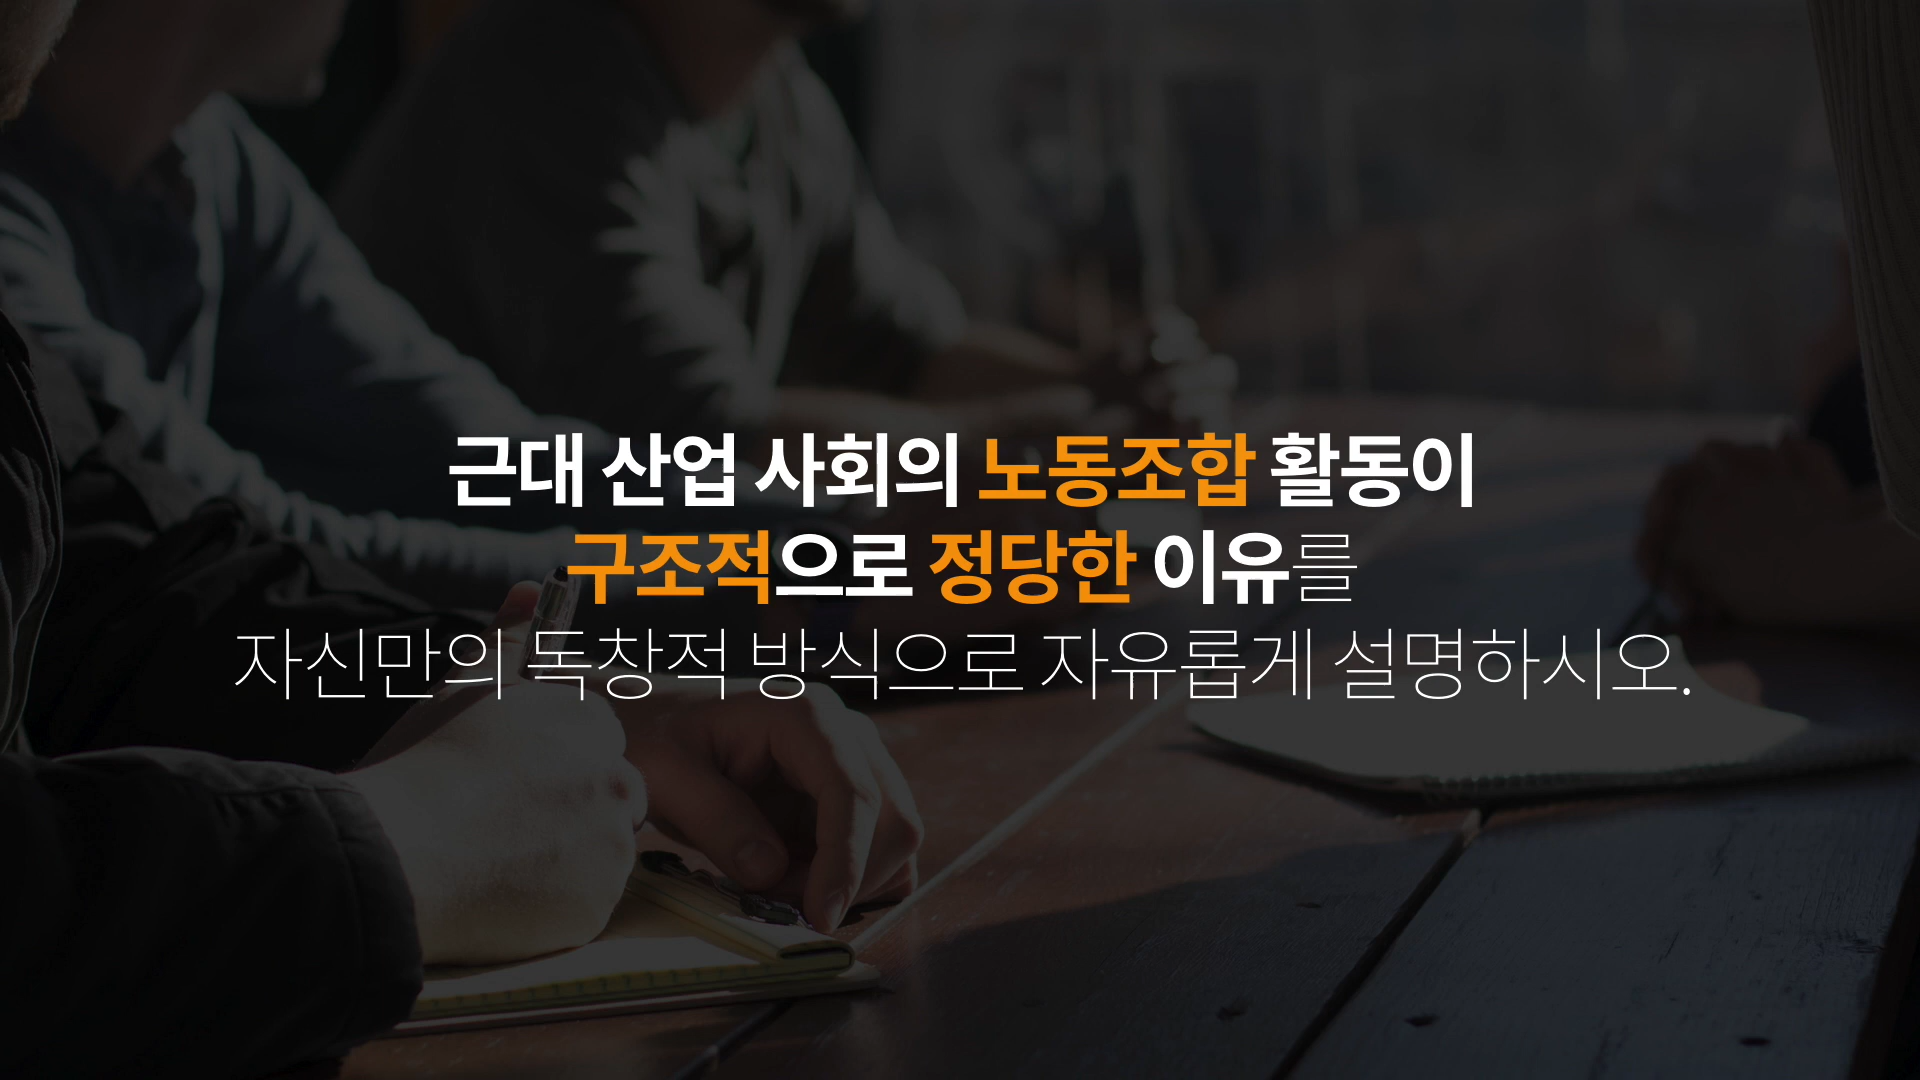 근대 산업 사회의 노동조합 활동이
구조적으로 정당한 이유를
자신만의 독창적 방식으로 자유롭게 설명하시오.